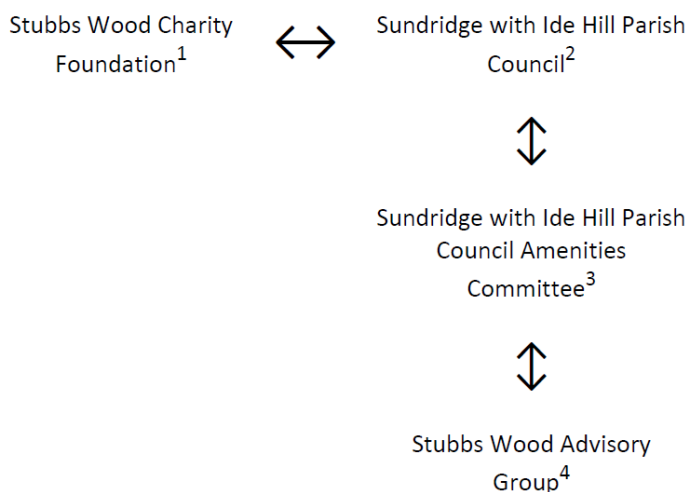 Stubbs Wood Charity
Foundation1
Sundridge with Ide Hill Parish
Council2
Sundridge with Ide Hill Parish
Council Amenities
Committee3
Stubbs Wood Advisory
Group4